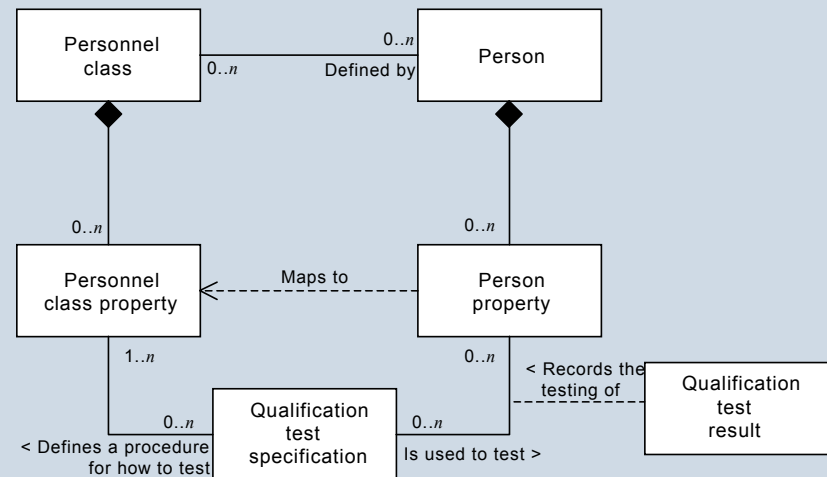 Personnel
class
0..n
0..n
Defined by
Person
0..n
0..n
Personnel
class property
Maps to
Person
property
1..n
0..n
< Records the
testing of
Qualification
test
result
0..n
Qualification
test
specification
0..n
< Defines a procedure
for how to test
Is used to test >